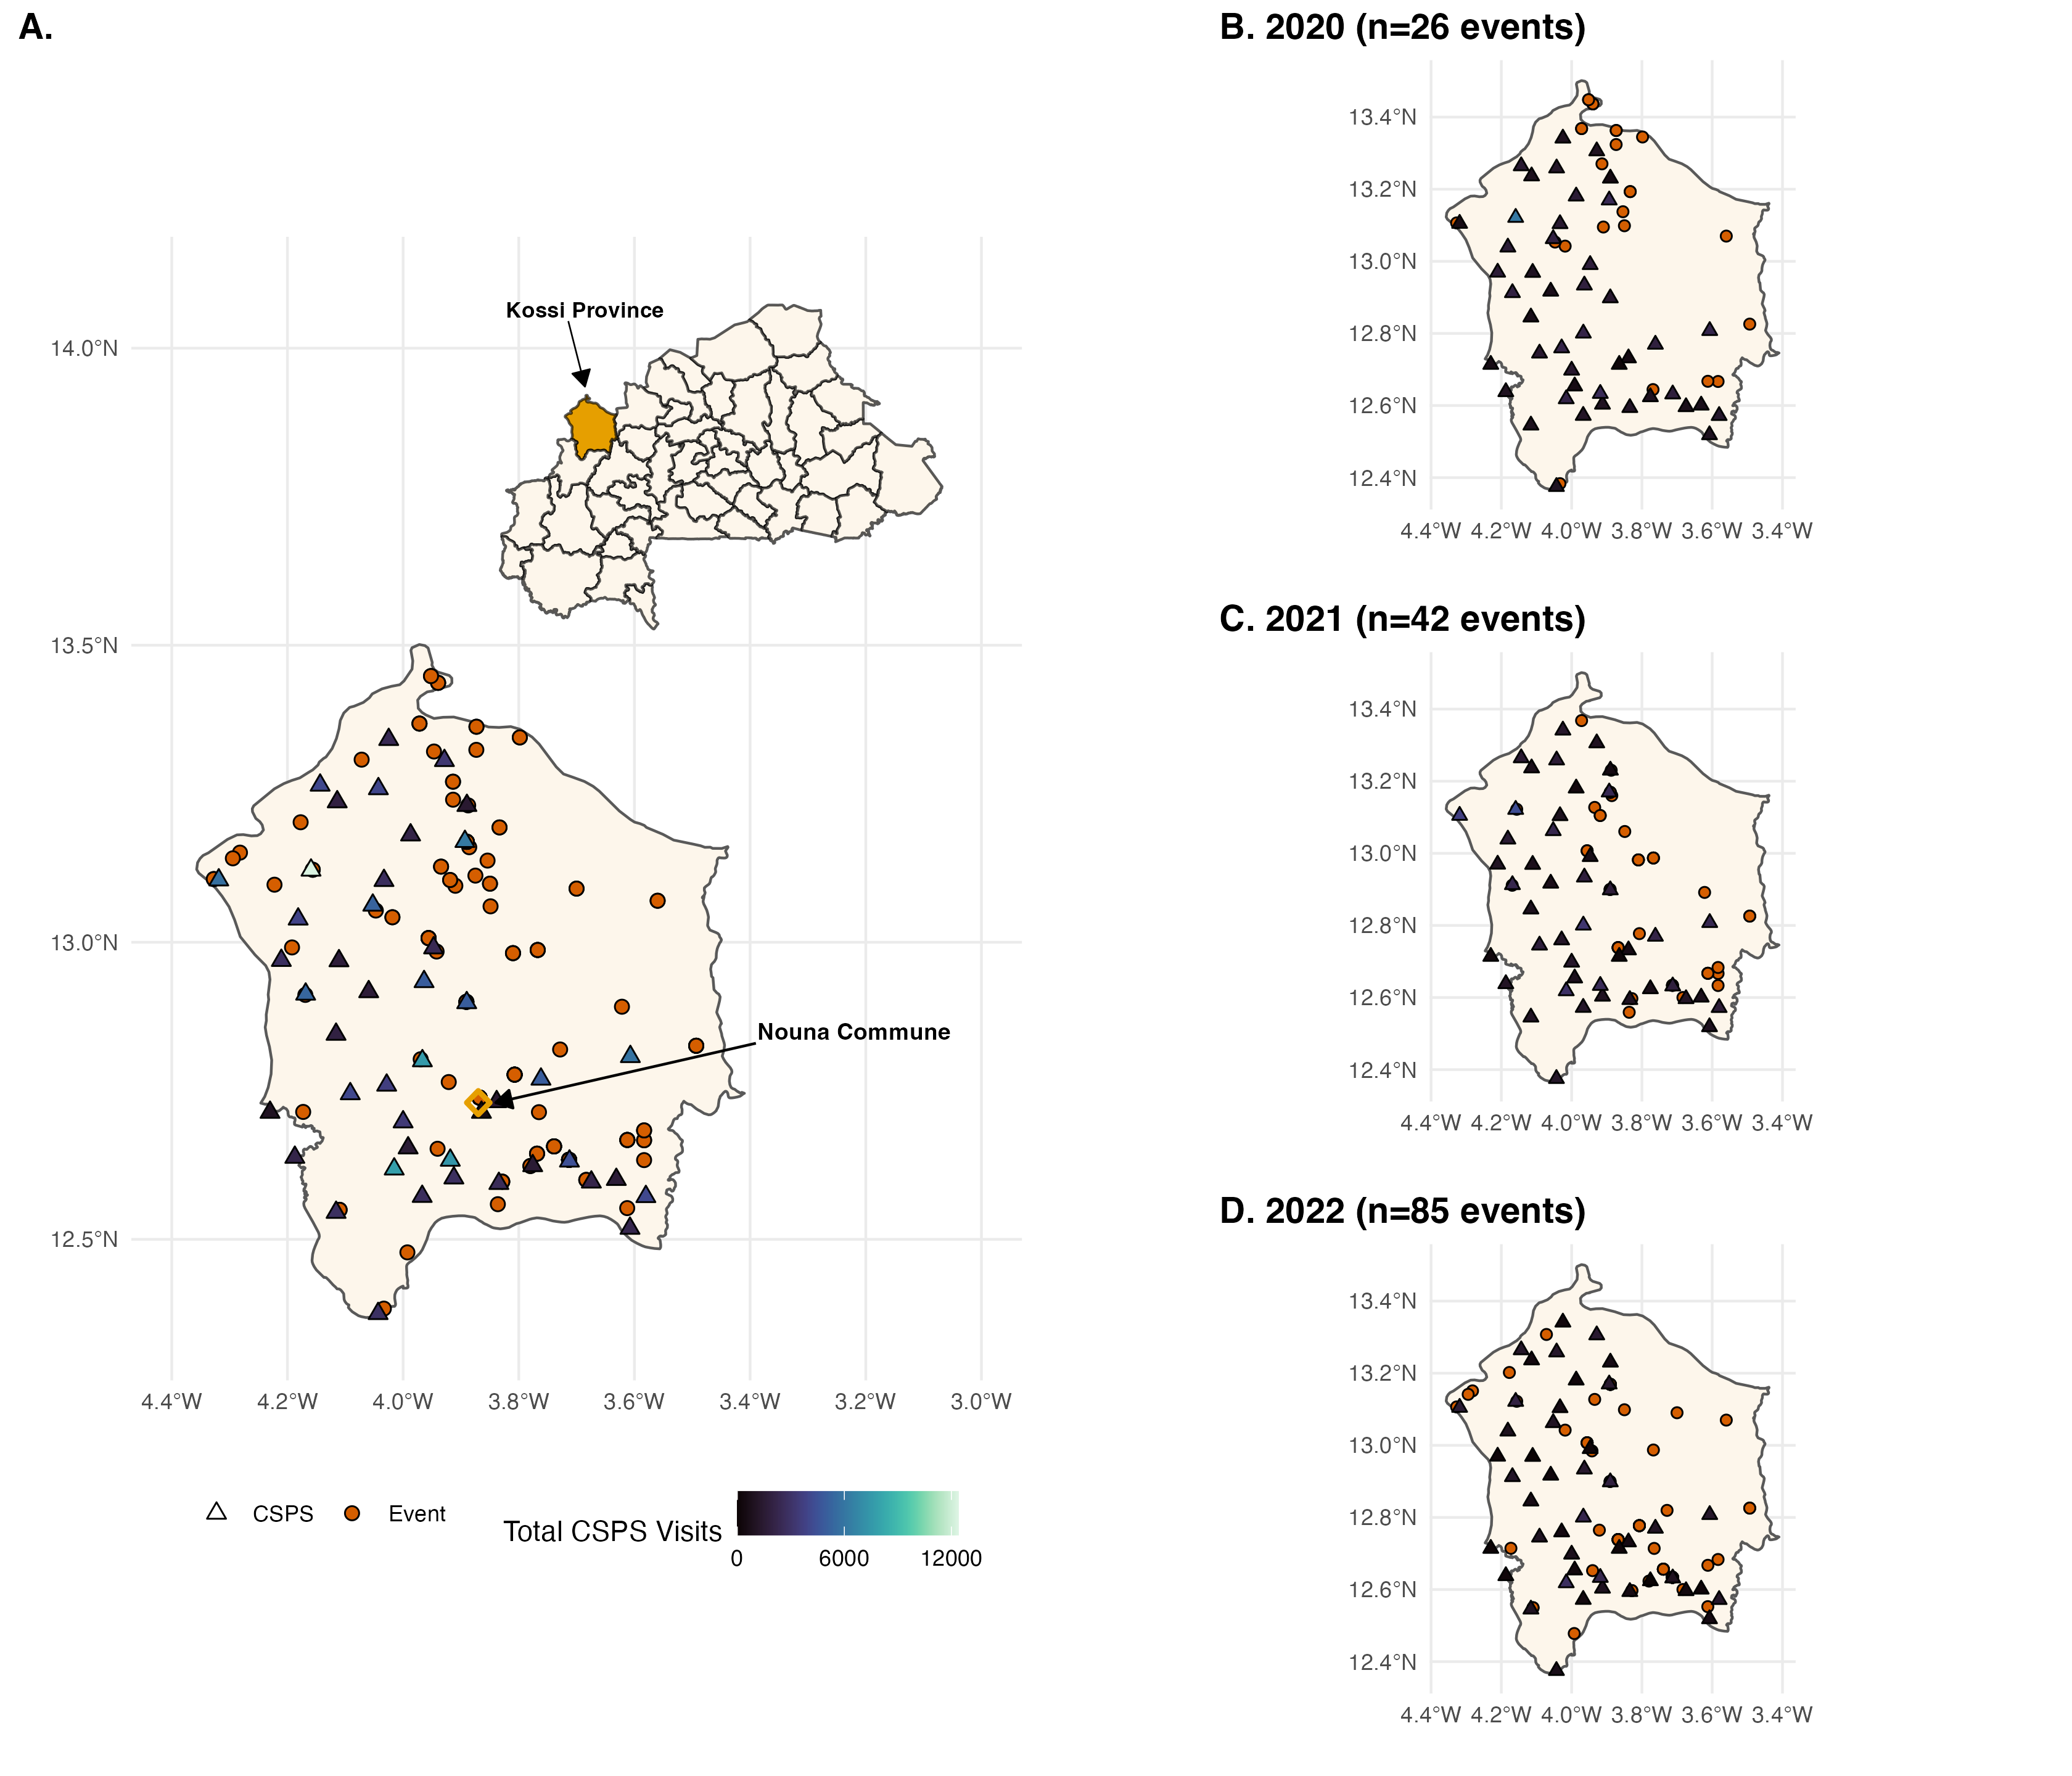 A.
Kossi Province
14.0°N
13.5°N
13.0°N
12.5°N
Nouna Commune
4.4°W 4.2°W 4.0°W 3.8°W 3.6°W 3.4°W 3.2°W 3.0°W
CSPS Event
Total CSPS Visits
0 6000 12000
B. 2020 (n=26 events)
13.4°N
13.2°N
13.0°N
12.8°N
12.6°N
12.4°N
4.4°W 4.2°W 4.0°W 3.8°W 3.6°W 3.4°W
C. 2021 (n=42 events)
13.4°N
13.2°N
13.0°N
12.8°N
12.6°N
12.4°N
4.4°W 4.2°W 4.0°W 3.8°W 3.6°W 3.4°W
D. 2022 (n=85 events)
13.4°N
13.2°N
13.0°N
12.8°N
12.6°N
12.4°N
4.4°W 4.2°W 4.0°W 3.8°W 3.6°W 3.4°W